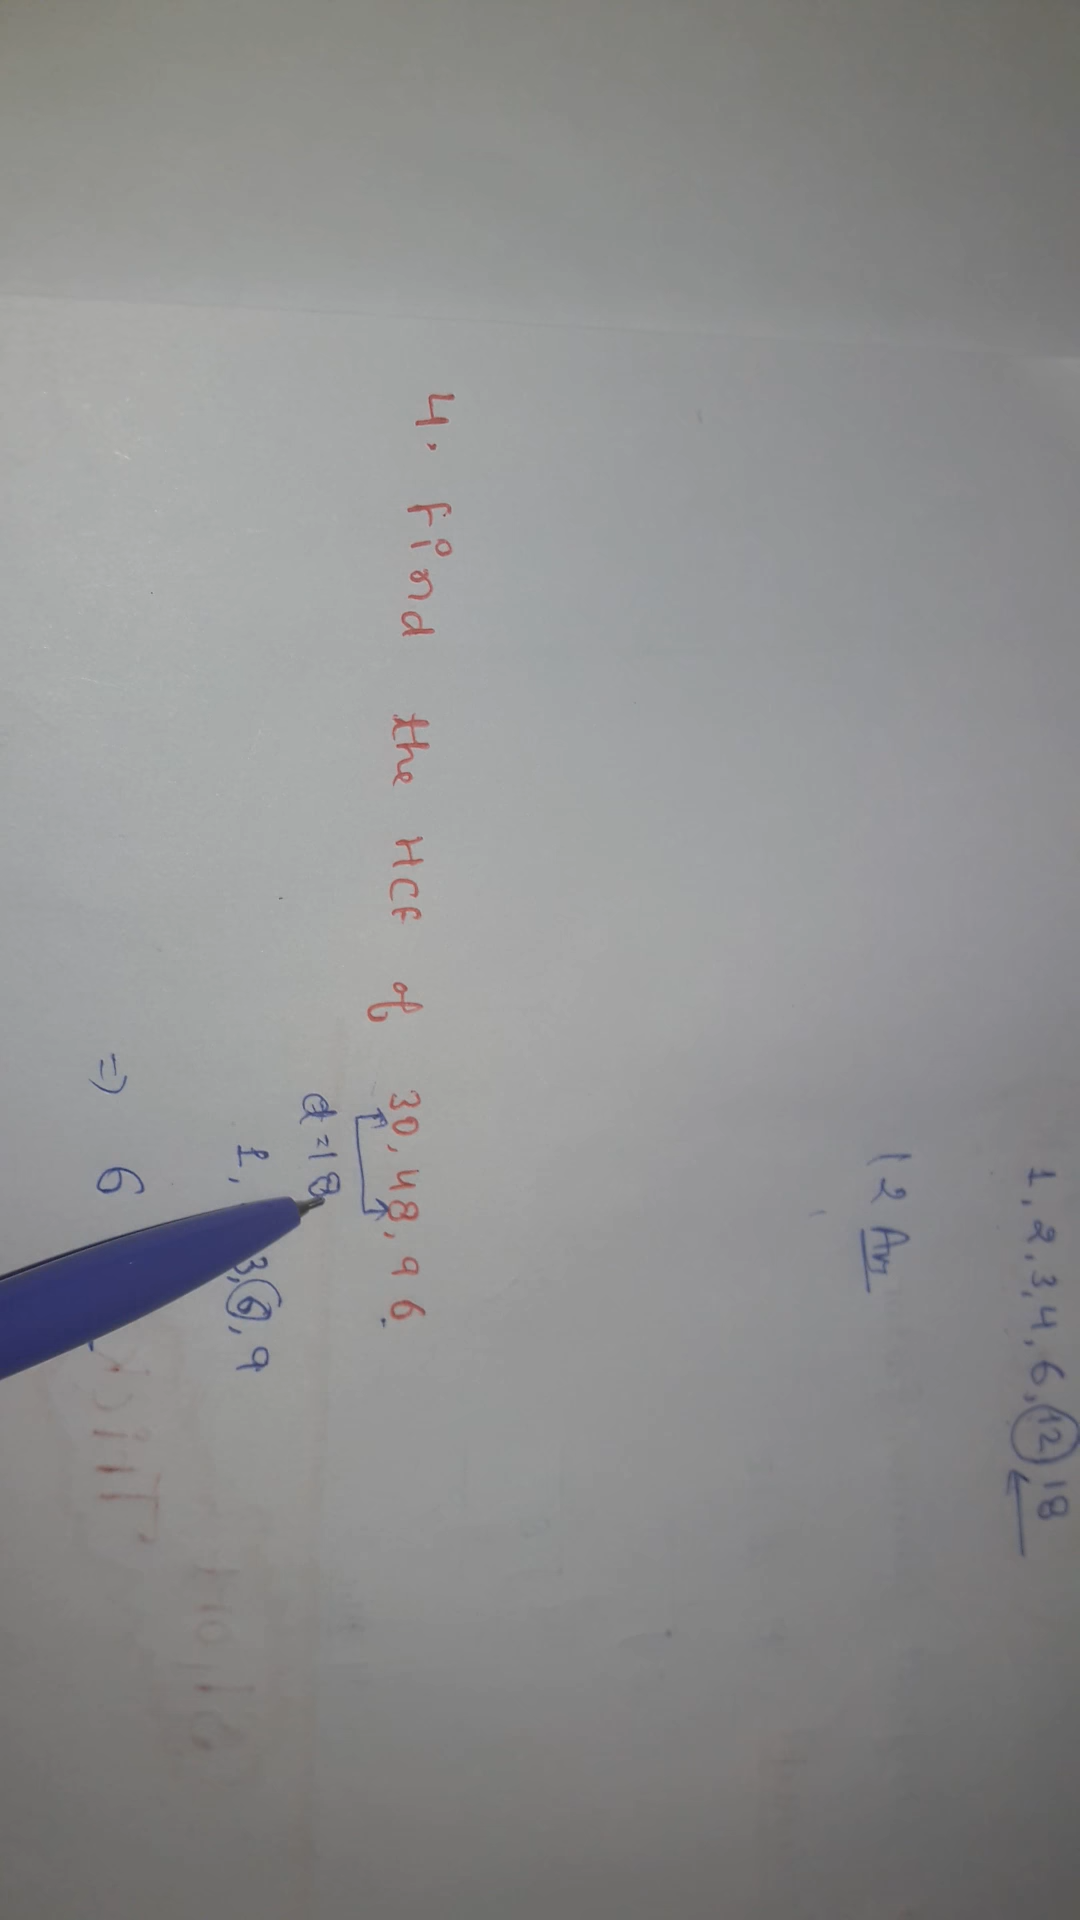 1, 2, 3, 4, 6, 12, 18
12 Ans
4. Find the HCF of 30, 48, 96
d = 18
1, 3, 6, 9
=) 6